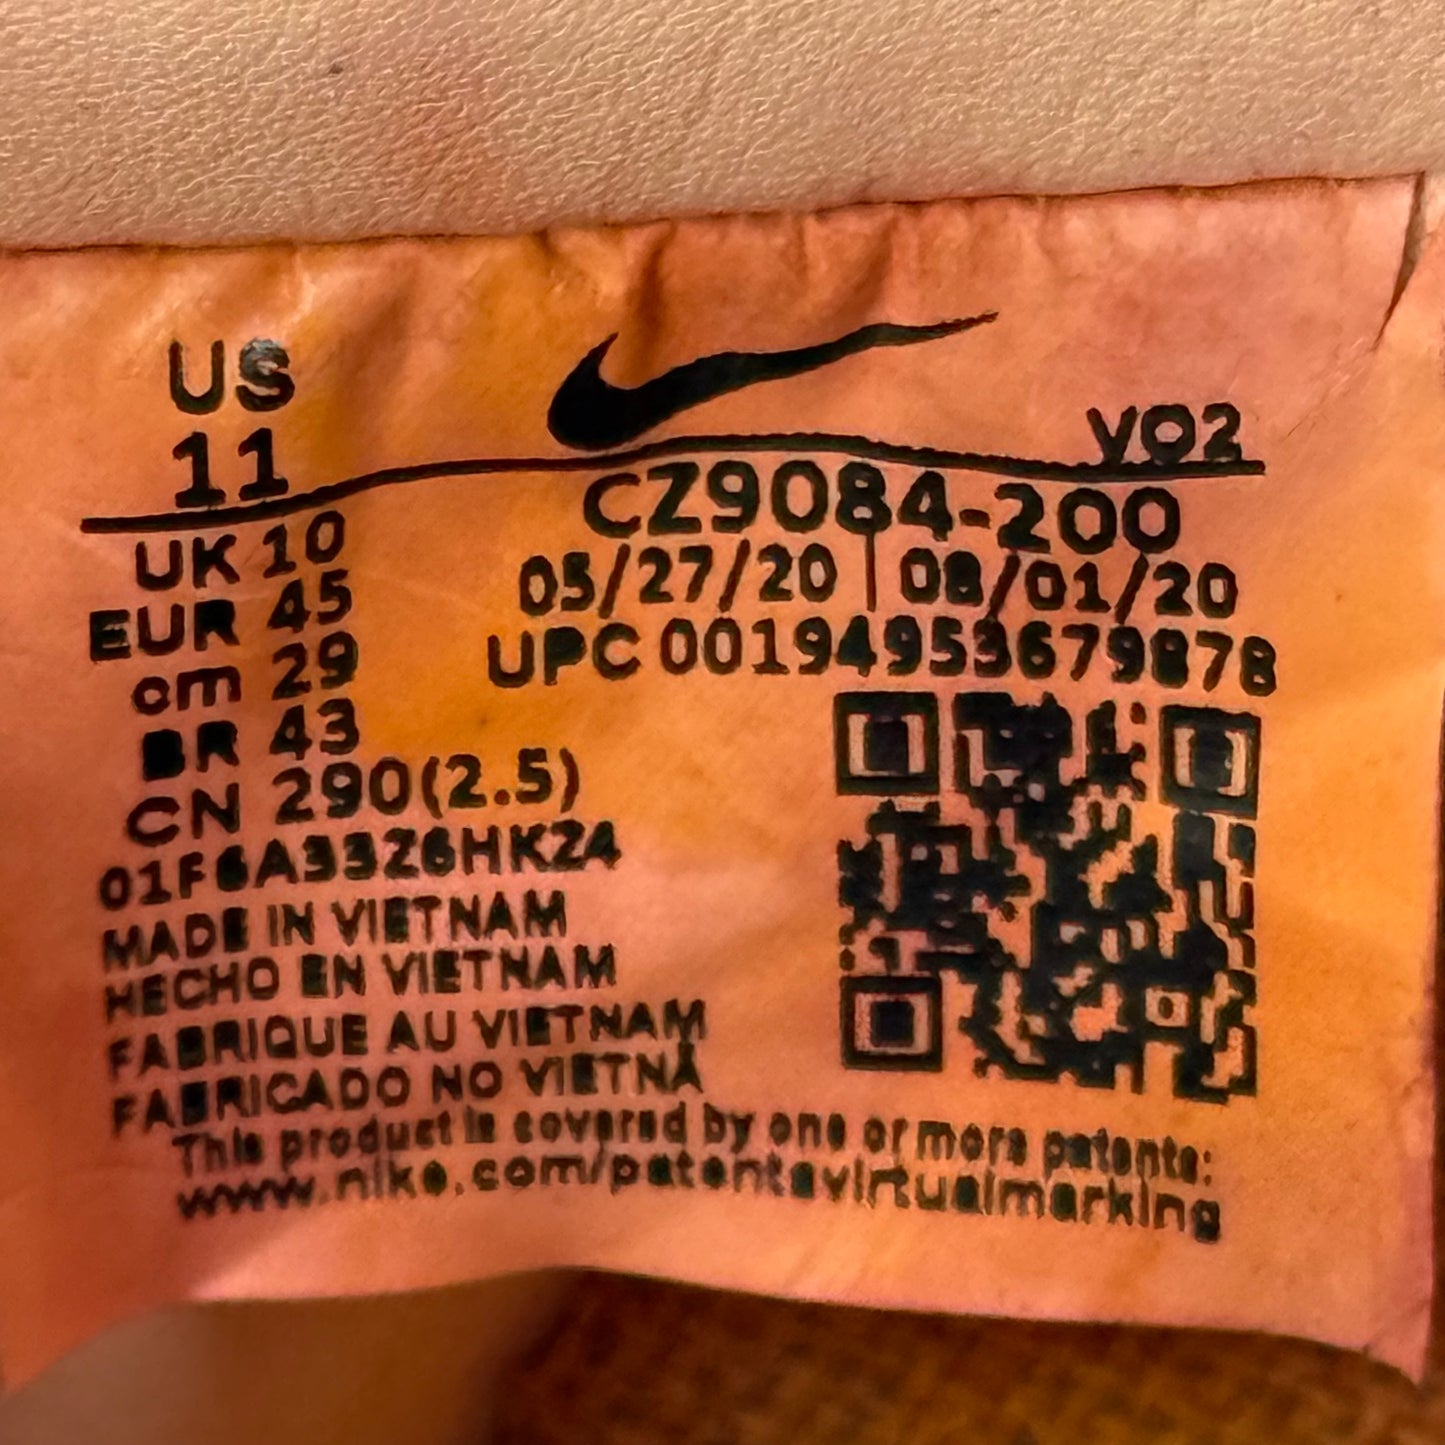 US
11
VO2
UK 10
EUR 45
cm 29
BR 43
CN 290(2.5)
CZ9084-200
05/27/20 | 08/01/20
UPC 00194953679878
01F6A33Z6HKZ4
MADE IN VIETNAM
HECHO EN VIETNAM
FABRIQUE AU VIETNAM
FABRICADO NO VIETNÃ
This product is covered by one or more patents:
www.nike.com/patentsvirtualmarking